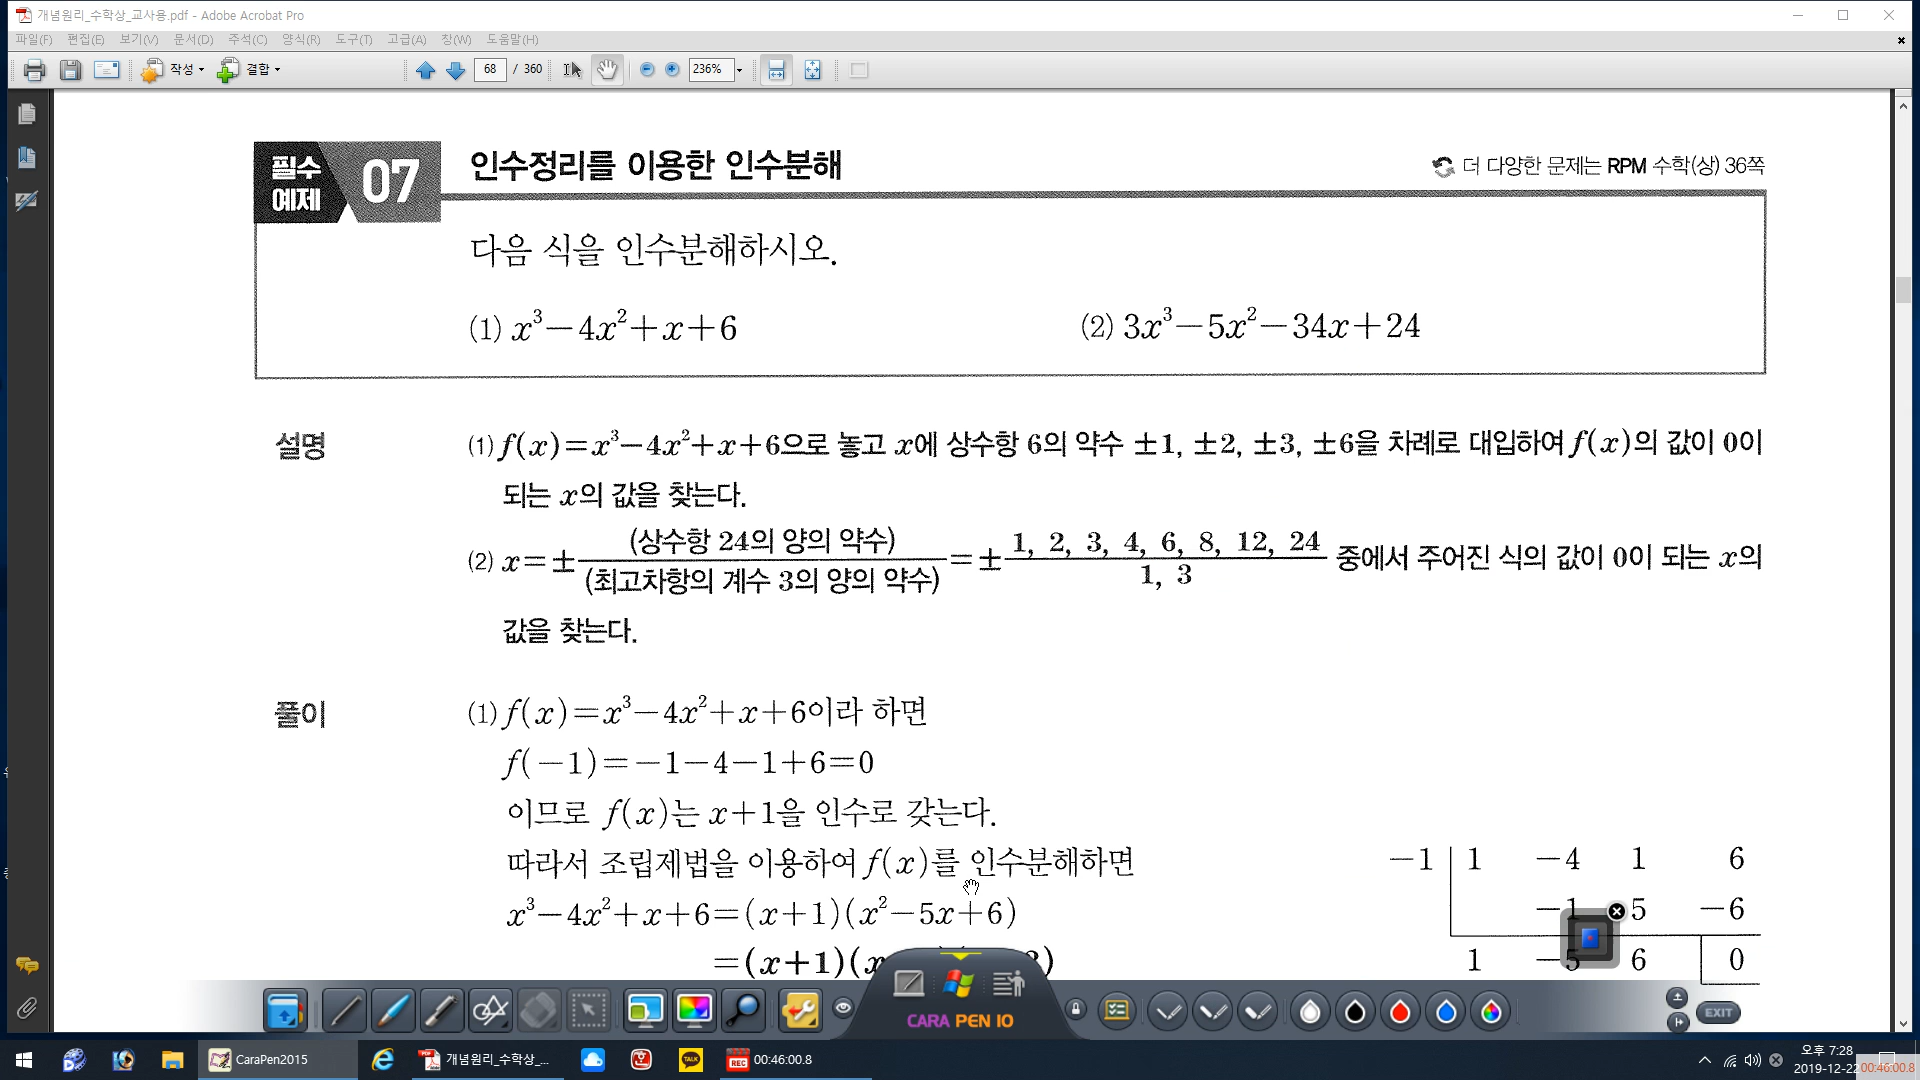 개념원리_수학상_교사용.pdf - Adobe Acrobat Pro
파일(F) 편집(E) 보기(V) 문서(D) 주석(C) 양식(R) 도구(T) 고급(A) 창(W) 도움말(H)
작성 결합 68 / 360 236%
필수 예제 07 인수정리를 이용한 인수분해 더 다양한 문제는 RPM 수학(상) 36쪽
다음 식을 인수분해하시오.
(1) x³−4x²+x+6 (2) 3x³−5x²−34x+24
설명 (1) f(x)=x³−4x²+x+6으로 놓고 x에 상수항 6의 약수 ±1, ±2, ±3, ±6을 차례로 대입하여 f(x)의 값이 0이
되는 x의 값을 찾는다.
(2) x=±(상수항 24의 양의 약수)/(최고차항의 계수 3의 양의 약수)=±1, 2, 3, 4, 6, 8, 12, 24/1, 3 중에서 주어진 식의 값이 0이 되는 x의
값을 찾는다.
풀이 (1) f(x)=x³−4x²+x+6이라 하면
f(−1)=−1−4−1+6=0
이므로 f(x)는 x+1을 인수로 갖는다.
따라서 조립제법을 이용하여 f(x)를 인수분해하면
x³−4x²+x+6=(x+1)(x²−5x+6)
=(x+1)(x
−1 1 −4 1 6
−1 5 −6
1 −5 6 0
CARA PEN IO
EXIT
CaraPen2015 개념원리_수학상_... TALK REC 00:46:00.8
오후 7:28
2019-12-22
00:46:00.8